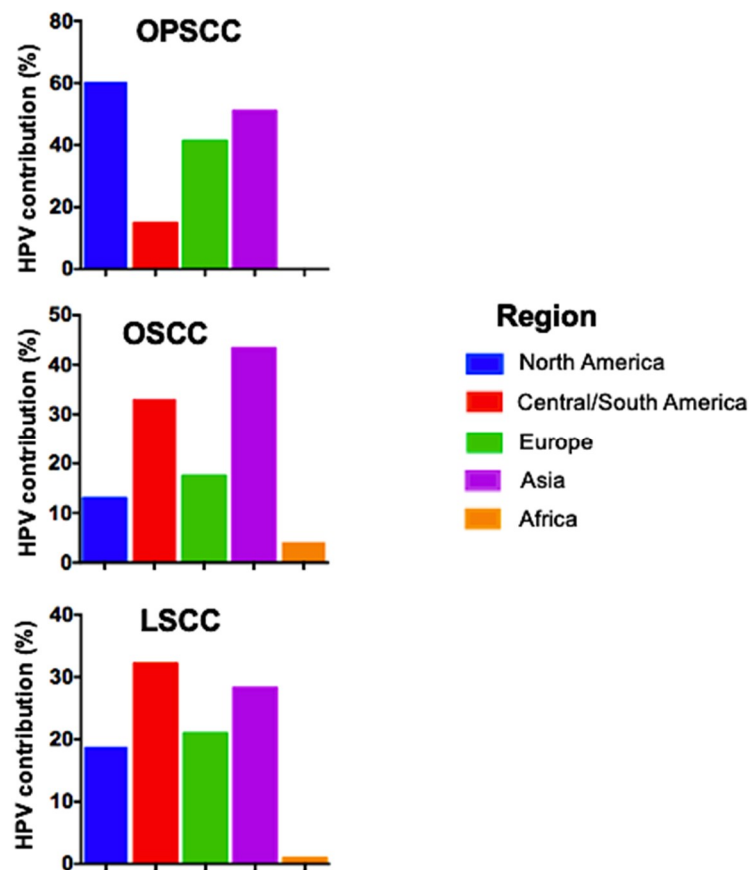 OPSCC
HPV contribution (%)
80
60
40
20
0
OSCC
HPV contribution (%)
50
40
30
20
10
0
LSCC
HPV contribution (%)
40
30
20
10
0
Region
North America
Central/South America
Europe
Asia
Africa